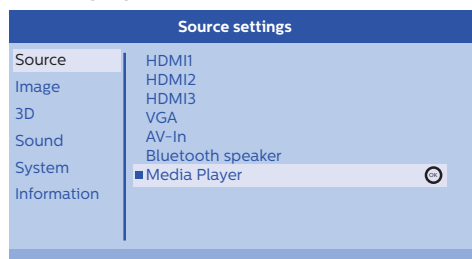 Source settings
Source
Image
3D
Sound
System
Information
HDMI1
HDMI2
HDMI3
VGA
AV-In
Bluetooth speaker
Media Player
OK